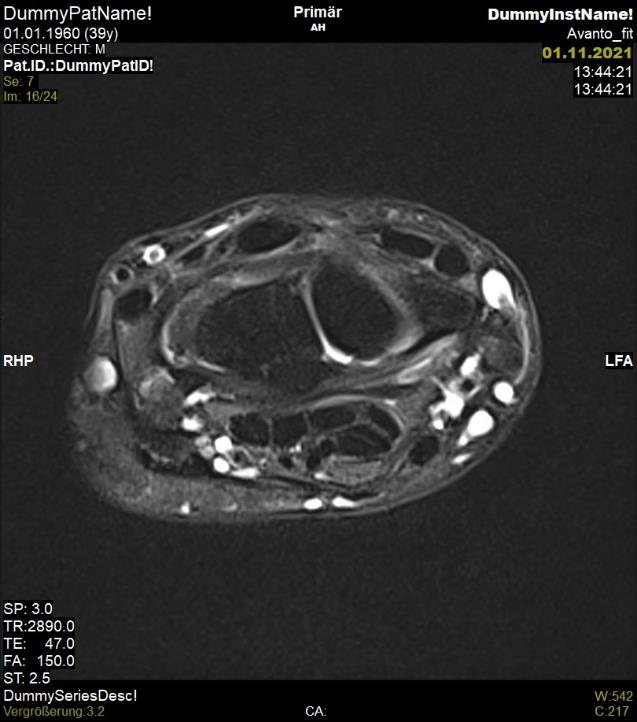 DummyPatName!
01.01.1960 (39y)
GESCHLECHT: M
Pat.ID.:DummyPatID!
Se: 7
Im: 16/24
Primär
AH
DummyInstName!
Avanto_fit
01.11.2021
13:44:21
13:44:21
RHP
LFA
SP: 3.0
TR:2890.0
TE: 47.0
FA: 150.0
ST: 2.5
DummySeriesDesc!
Vergrößerung:3.2
CA:
W:542
C:217